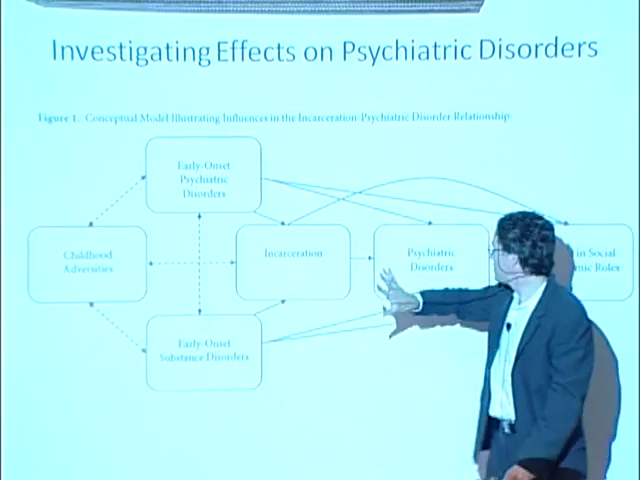 Investigating Effects on Psychiatric Disorders
Figure 1. Conceptual Model Illustrating Influences in the Incarceration-Psychiatric Disorder Relationship
Early-Onset
Psychiatric
Disorders
Childhood
Adversities
Incarceration
Psychiatric
Disorders
in Social
Roles
Early-Onset
Substance Disorders